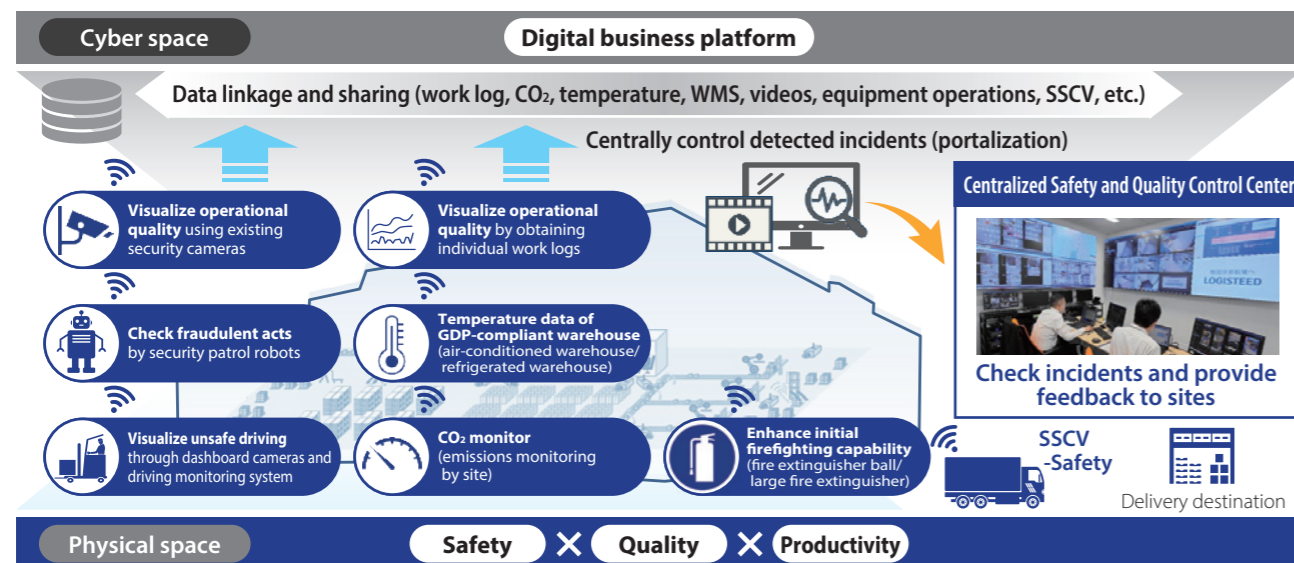 Cyber space
Digital business platform
Data linkage and sharing (work log, CO₂, temperature, WMS, videos, equipment operations, SSCV, etc.)
Centrally control detected incidents (portalization)
Visualize operational
quality using existing
security cameras
Visualize operational
quality by obtaining
individual work logs
Check fraudulent acts
by security patrol robots
Temperature data of
GDP-compliant warehouse
(air-conditioned warehouse/
refrigerated warehouse)
Visualize unsafe driving
through dashboard cameras and
driving monitoring system
CO₂ monitor
(emissions monitoring
by site)
Enhance initial
firefighting capability
(fire extinguisher ball/
large fire extinguisher)
Centralized Safety and Quality Control Center
LOGISTEED
Check incidents and provide
feedback to sites
SSCV
-Safety
Delivery destination
Physical space
Safety × Quality × Productivity